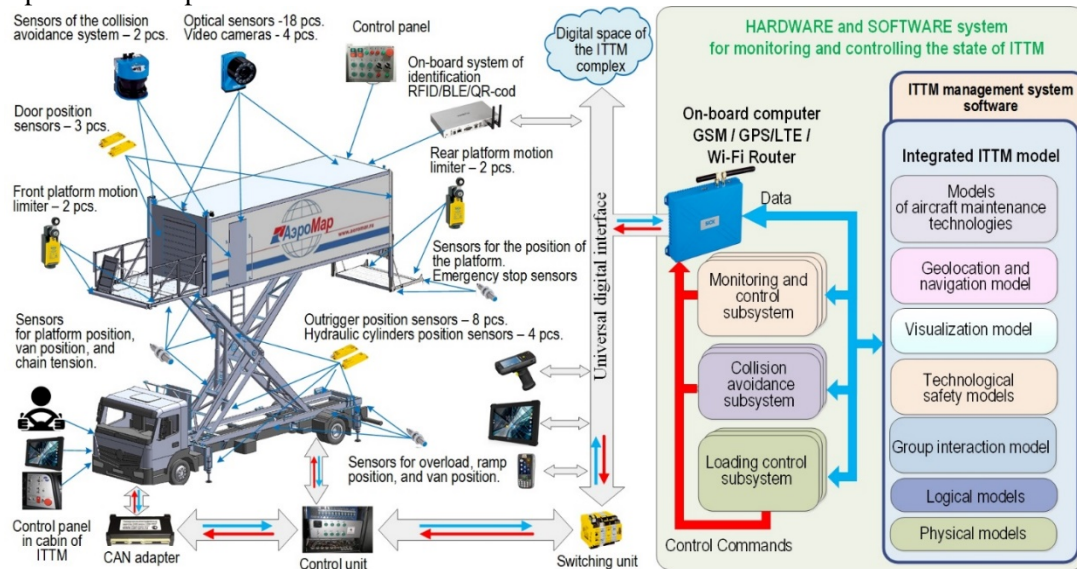 Sensors of the collision
avoidance system – 2 pcs.
Optical sensors -18 pcs.
Video cameras - 4 pcs.
Control panel
On-board system of
identification
RFID/BLE/QR-cod
Door position
sensors – 3 pcs.
Front platform motion
limiter – 2 pcs.
Rear platform motion
limiter – 2 pcs.
АэроМар
www.aeromar.ru
Sensors for the position of
the platform.
Emergency stop sensors
Sensors
for platform position,
van position, and
chain tension.
Outrigger position sensors – 8 pcs.
Hydraulic cylinders position sensors – 4 pcs.
Sensors for overload, ramp
position, and van position.
Control panel
in cabin of
ITTM
CAN adapter
Control unit
Switching unit
Digital space of
the ITTM
complex
Universal digital interface
HARDWARE and SOFTWARE system
for monitoring and controlling the state of ITTM
On-board computer
GSM / GPS/LTE /
Wi-Fi Router
Data
Monitoring and
control
subsystem
Collision
avoidance
subsystem
Loading control
subsystem
Control Commands
ITTM management system
software
Integrated ITTM model
Models
of aircraft maintenance
technologies
Geolocation and
navigation model
Visualization model
Technological
safety models
Group interaction model
Logical models
Physical models